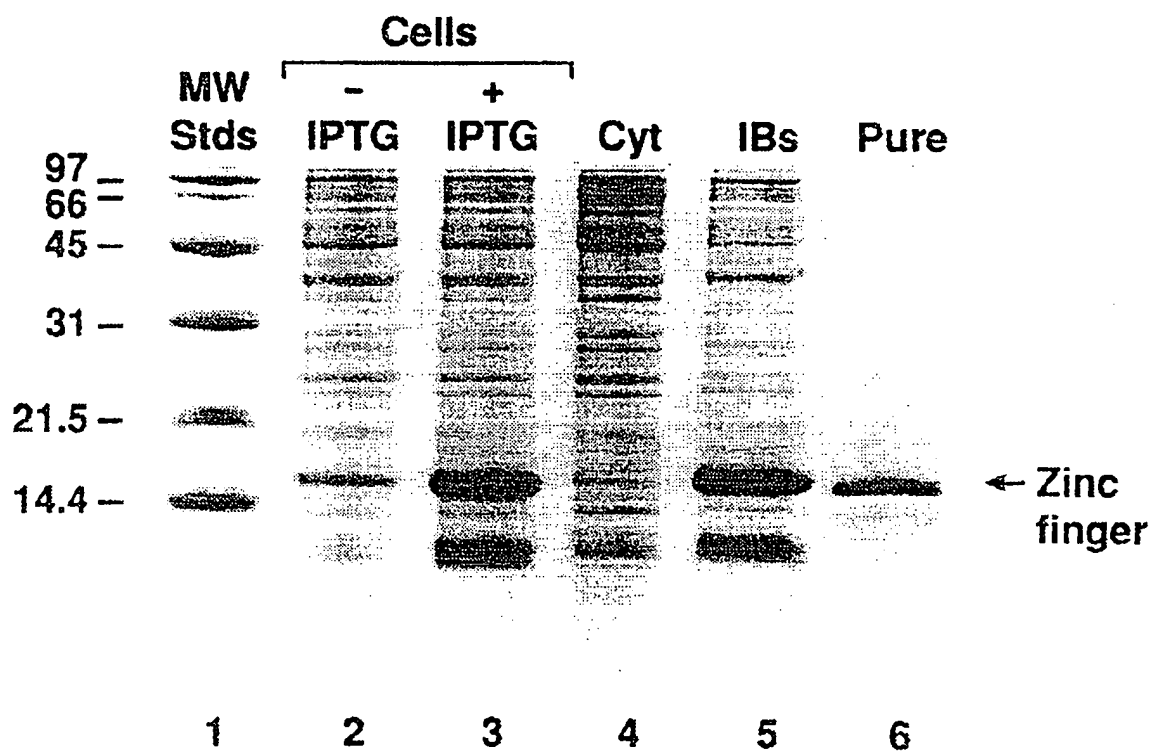 Cells
MW Stds
- IPTG
+ IPTG
Cyt
IBs
Pure
97
66
45
31
21.5
14.4
Zinc
finger
1 2 3 4 5 6